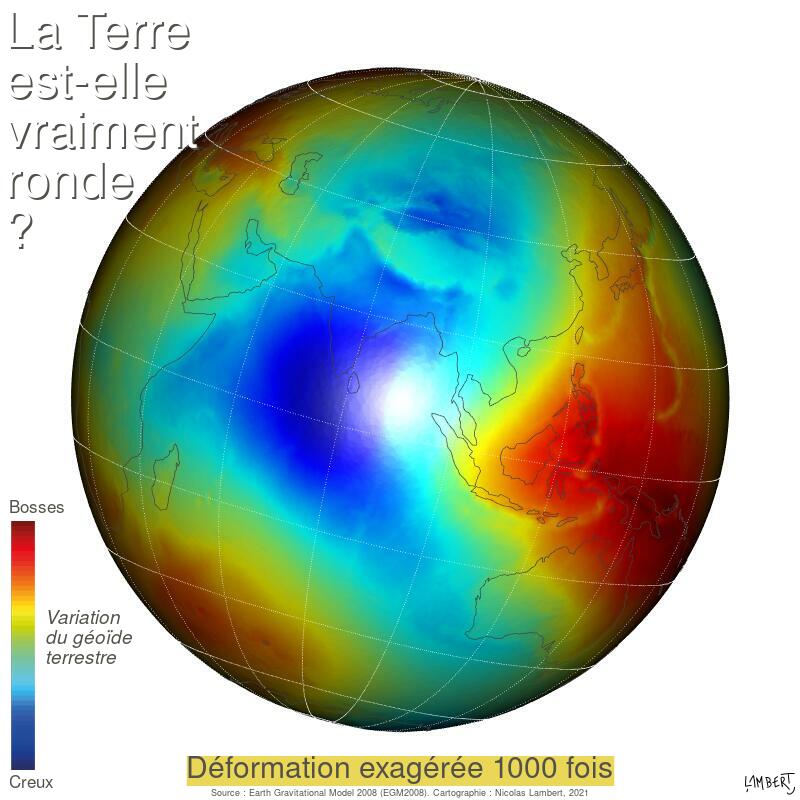 La Terre
est-elle
vraiment
ronde
?
Bosses
Variation
du géoïde
terrestre
Creux
Déformation exagérée 1000 fois
Source : Earth Gravitational Model 2008 (EGM2008). Cartographie : Nicolas Lambert, 2021
LAMBERT